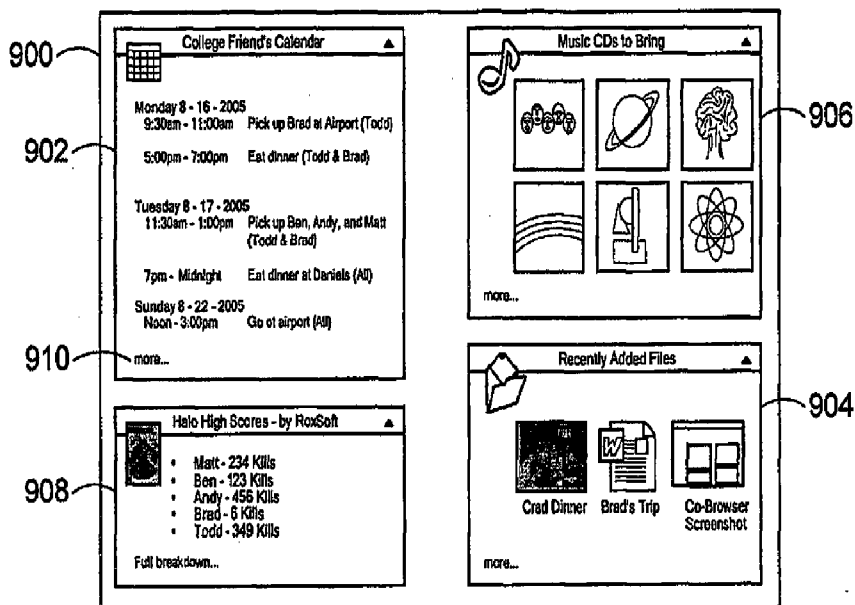 900
902
910
908
906
904
College Friend's Calendar
Monday 8 - 16 - 2005
9:30am - 11:00am Pick up Brad at Airport (Todd)
5:00pm - 7:00pm Eat dinner (Todd & Brad)
Tuesday 8 - 17 - 2005
11:30am - 1:00pm Pick up Ben, Andy, and Matt
(Todd & Brad)
7pm - Midnight Eat dinner at Daniels (All)
Sunday 8 - 22 - 2005
Noon - 3:00pm Go ot airport (All)
more...
Halo High Scores - by RoxSoft
• Matt - 234 Kills
• Ben - 123 Kills
• Andy - 456 Kills
• Brad - 6 Kills
• Todd - 349 Kills
Full breakdown...
Music CDs to Bring
more...
Recently Added Files
W
Crad Dinner Brad's Trip Co-Browser
Screenshot
more...